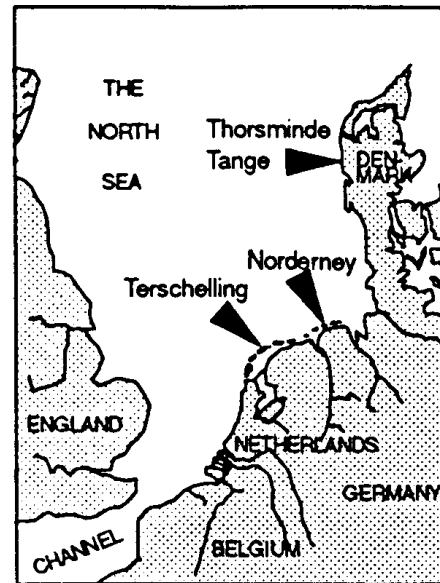 THE
NORTH
SEA
Thorsminde
Tange
DEN-
MARK
Norderney
Terschelling
ENGLAND
NETHERLANDS
GERMANY
CHANNEL
BELGIUM